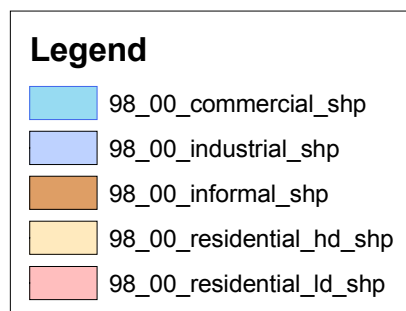 Legend
98_00_commercial_shp
98_00_industrial_shp
98_00_informal_shp
98_00_residential_hd_shp
98_00_residential_ld_shp